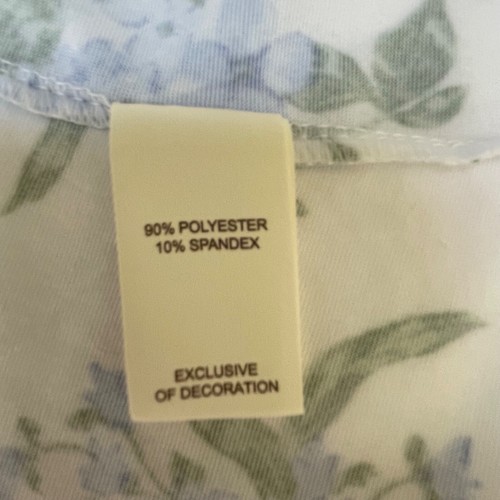 90% POLYESTER
10% SPANDEX
EXCLUSIVE
OF DECORATION